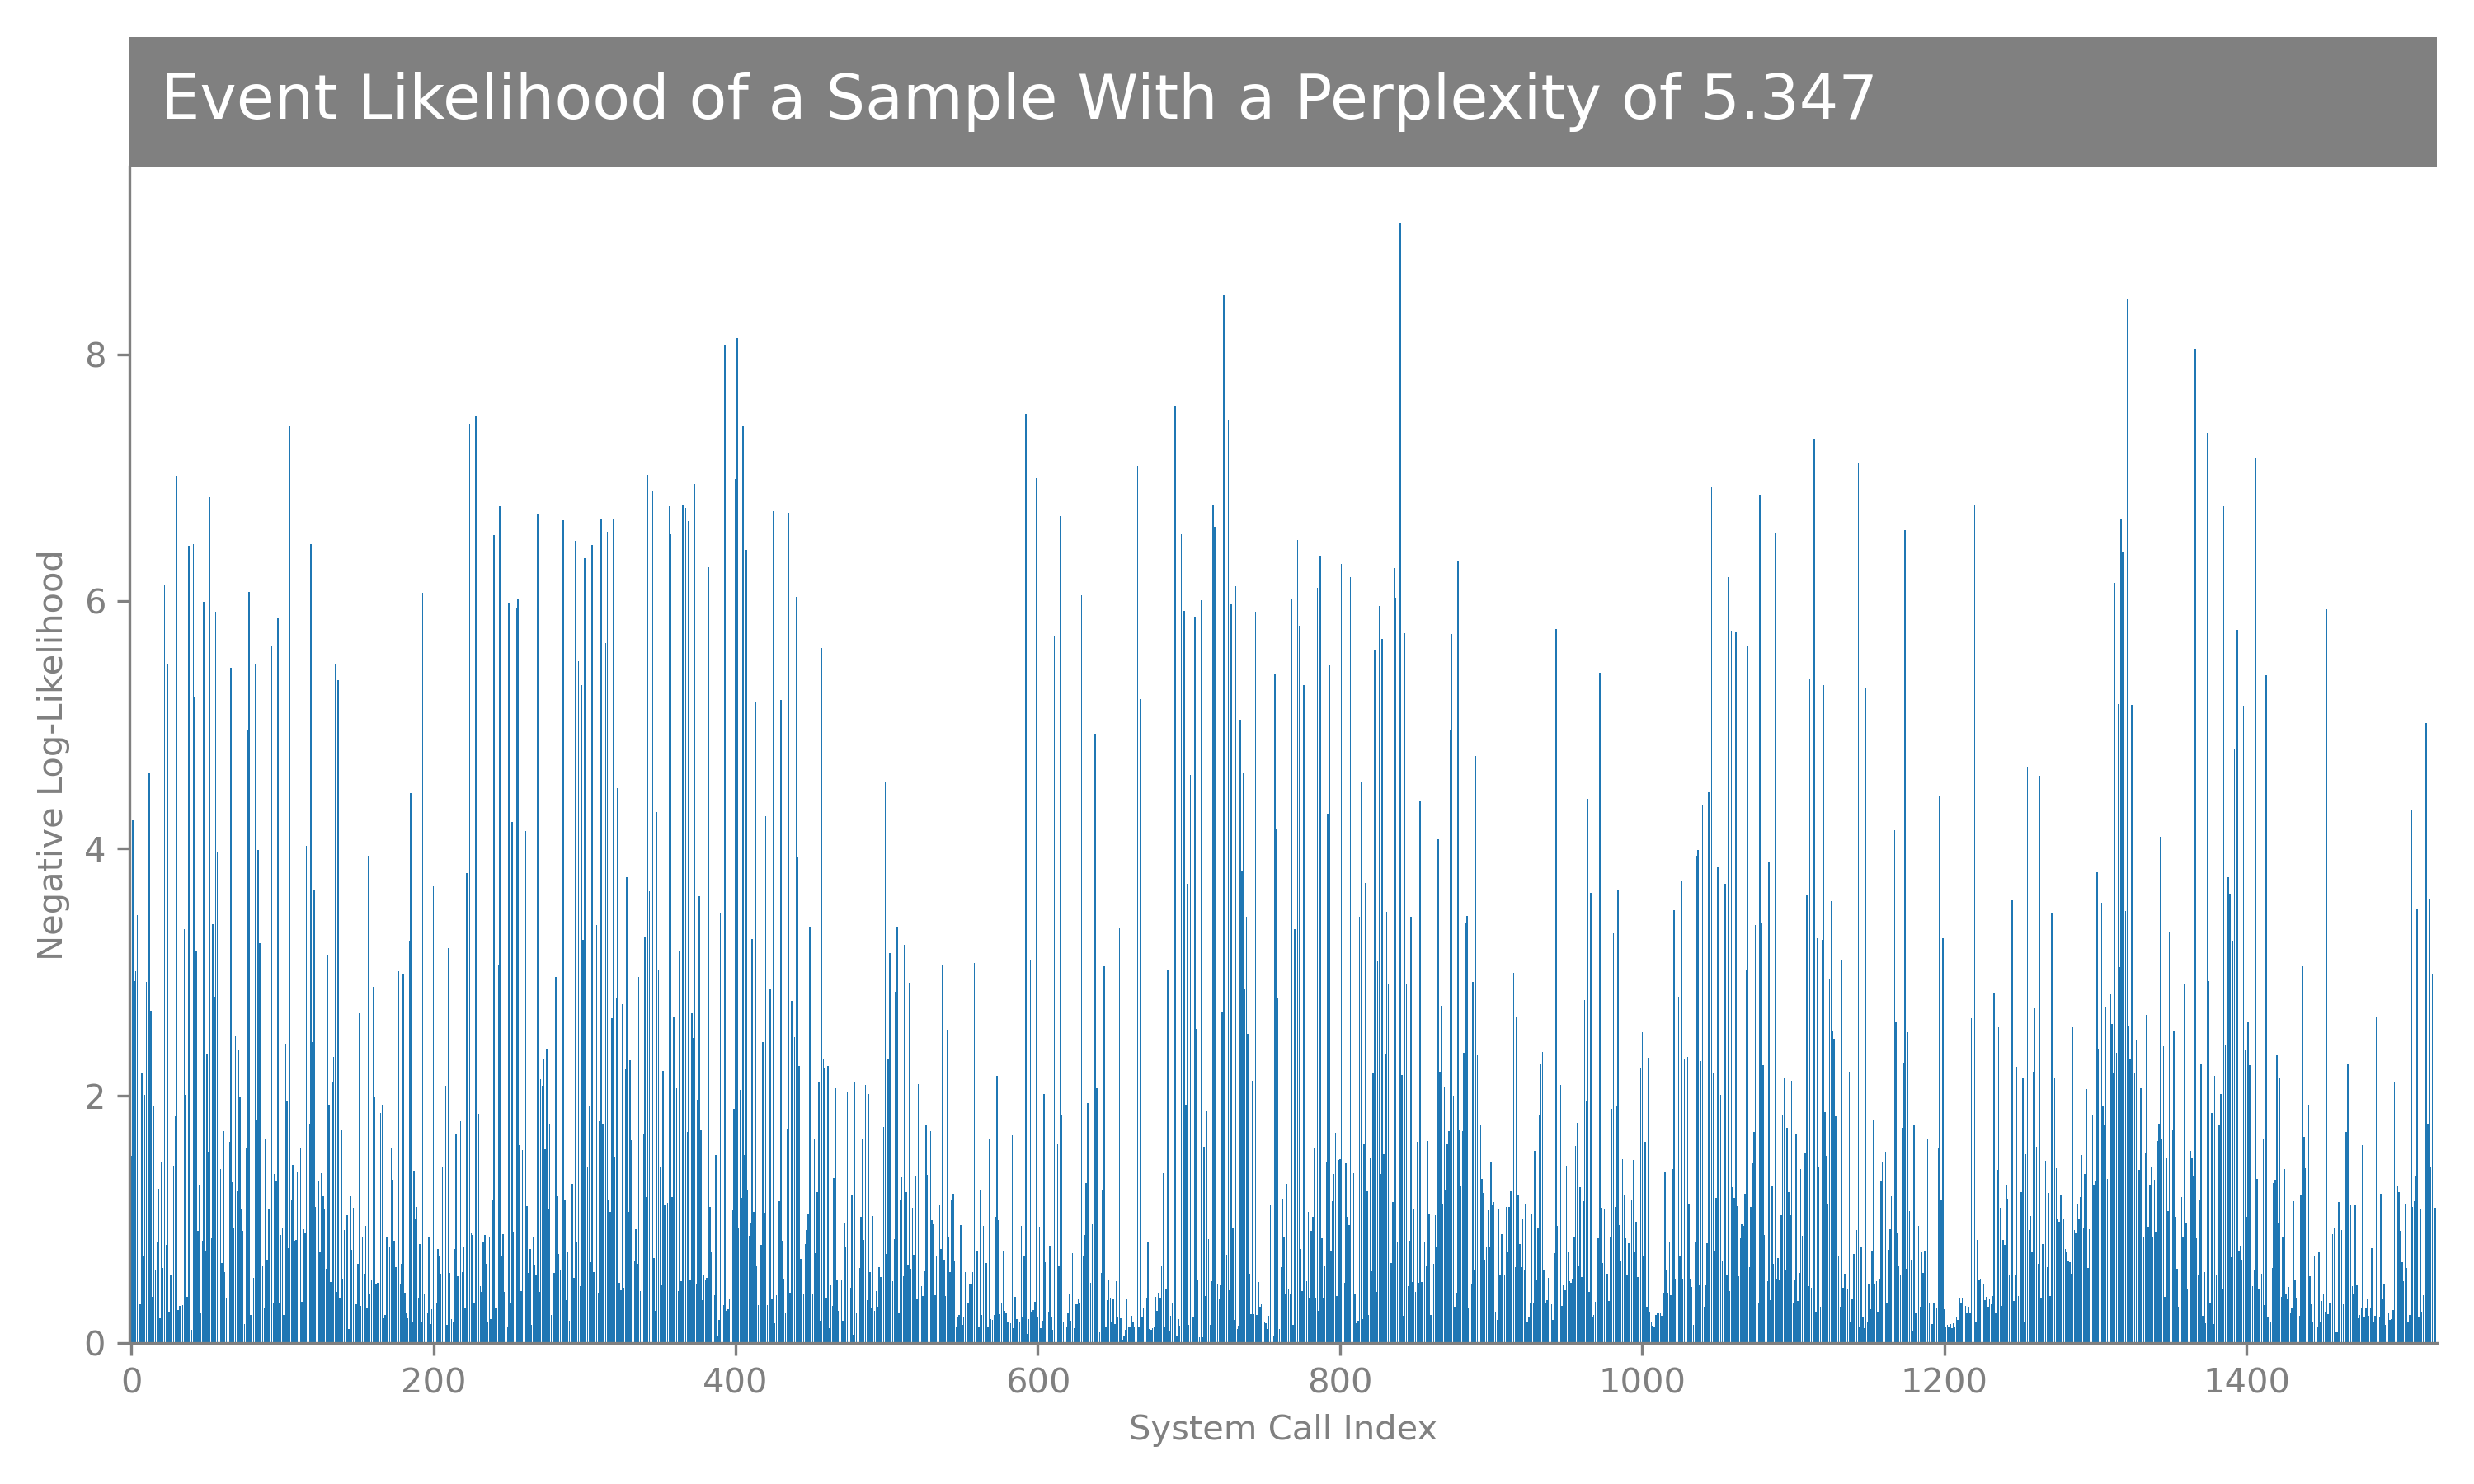 Event Likelihood of a Sample With a Perplexity of 5.347
8
6
4
2
0
Negative Log-Likelihood
0 200 400 600 800 1000 1200 1400
System Call Index